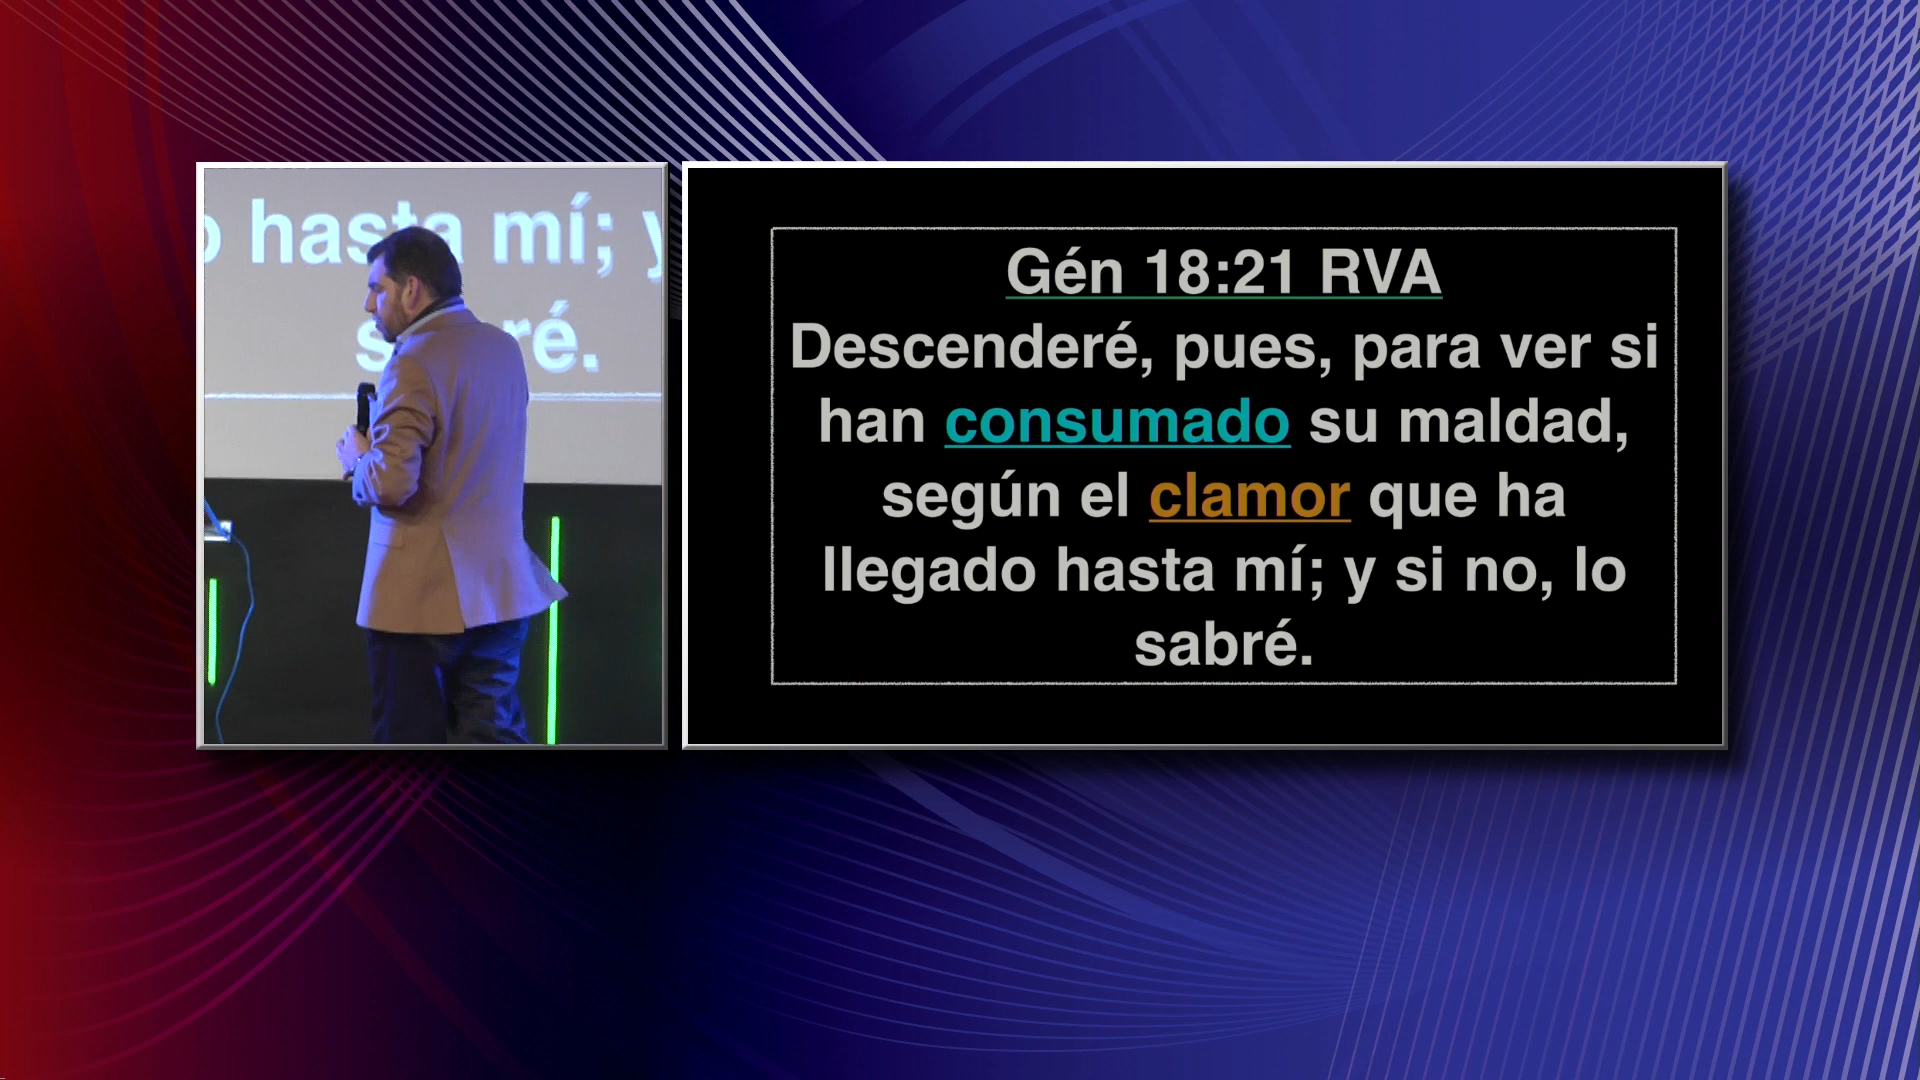 hasta mí; y
Gén 18:21 RVA
Descenderé, pues, para ver si
han consumado su maldad,
según el clamor que ha
llegado hasta mí; y si no, lo
sabré.